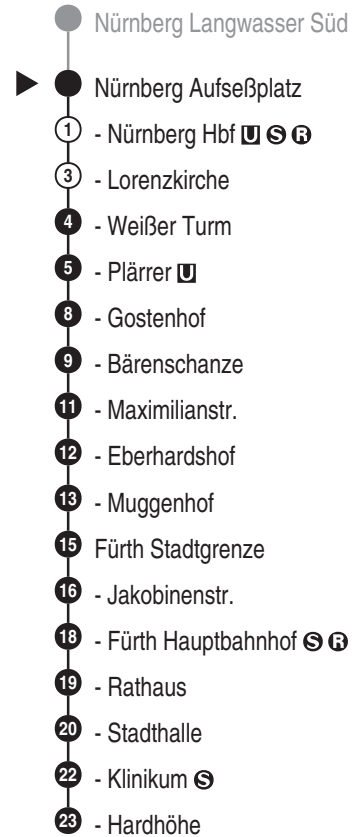 Nürnberg Langwasser Süd
Nürnberg Aufseßplatz
1 - Nürnberg Hbf U S R
3 - Lorenzkirche
4 - Weißer Turm
5 - Plärrer U
8 - Gostenhof
9 - Bärenschanze
11 - Maximilianstr.
12 - Eberhardshof
13 - Muggenhof
15 Fürth Stadtgrenze
16 - Jakobinenstr.
18 - Fürth Hauptbahnhof S R
19 - Rathaus
20 - Stadthalle
22 - Klinikum S
23 - Hardhöhe